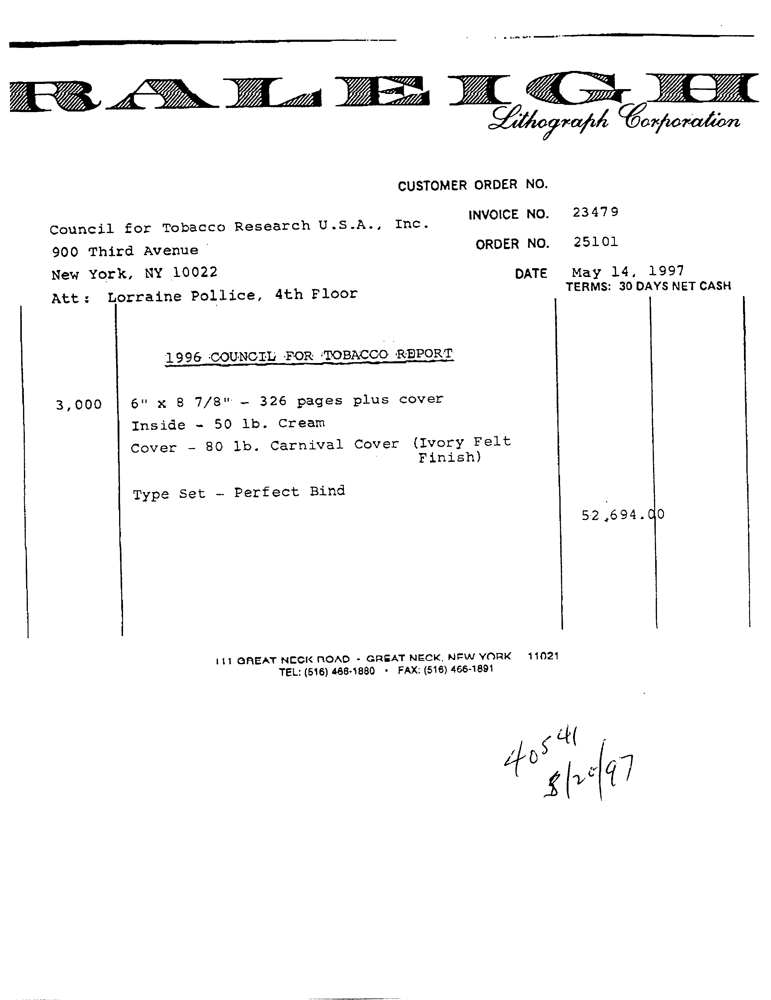 RALEIGH
Lithograph Corporation
CUSTOMER ORDER NO.
INVOICE NO. 23479
Council for Tobacco Research U.S.A., Inc.
900 Third Avenue
ORDER NO. 25101
New York, NY 10022
DATE May 14, 1997
TERMS: 30 DAYS NET CASH
Att: Lorraine Pollice, 4th Floor
1996 COUNCIL FOR TOBACCO REPORT
3,000 6" x 8 7/8" - 326 pages plus cover
Inside - 50 lb. Cream
Cover - 80 lb. Carnival Cover (Ivory Felt
Finish)
Type Set - Perfect Bind
52,694.00
111 GREAT NECK ROAD • GREAT NECK, NEW YORK 11021
TEL: (516) 466-1880 • FAX: (516) 466-1891
40541
/97